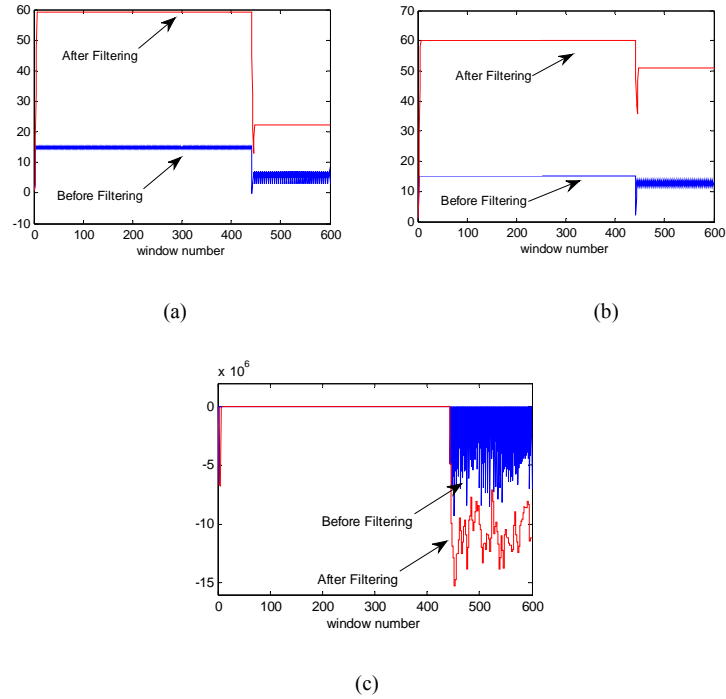 60
50
40
30
20
10
0
-10
After Filtering
Before Filtering
0 100 200 300 400 500 600
window number
(a)
70
60
50
40
30
20
10
0
After Filtering
Before Filtering
0 100 200 300 400 500 600
window number
(b)
x 10^6
0
-5
-10
-15
Before Filtering
After Filtering
0 100 200 300 400 500 600
window number
(c)